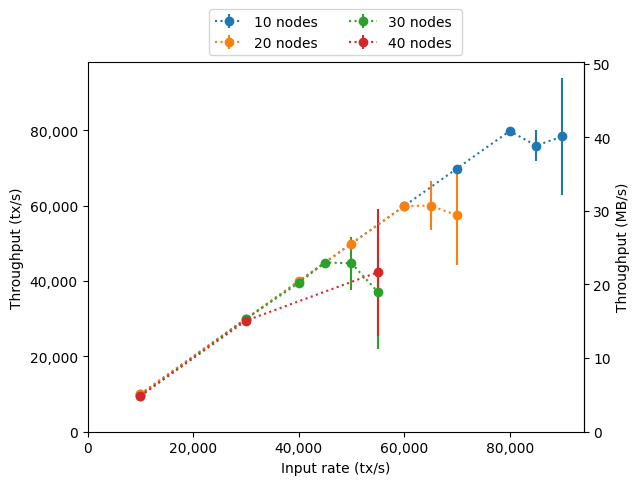 10 nodes
20 nodes
30 nodes
40 nodes
Throughput (tx/s)
80,000
60,000
40,000
20,000
0
50
40
30
20
10
0
Throughput (MB/s)
0
20,000
40,000
60,000
80,000
Input rate (tx/s)